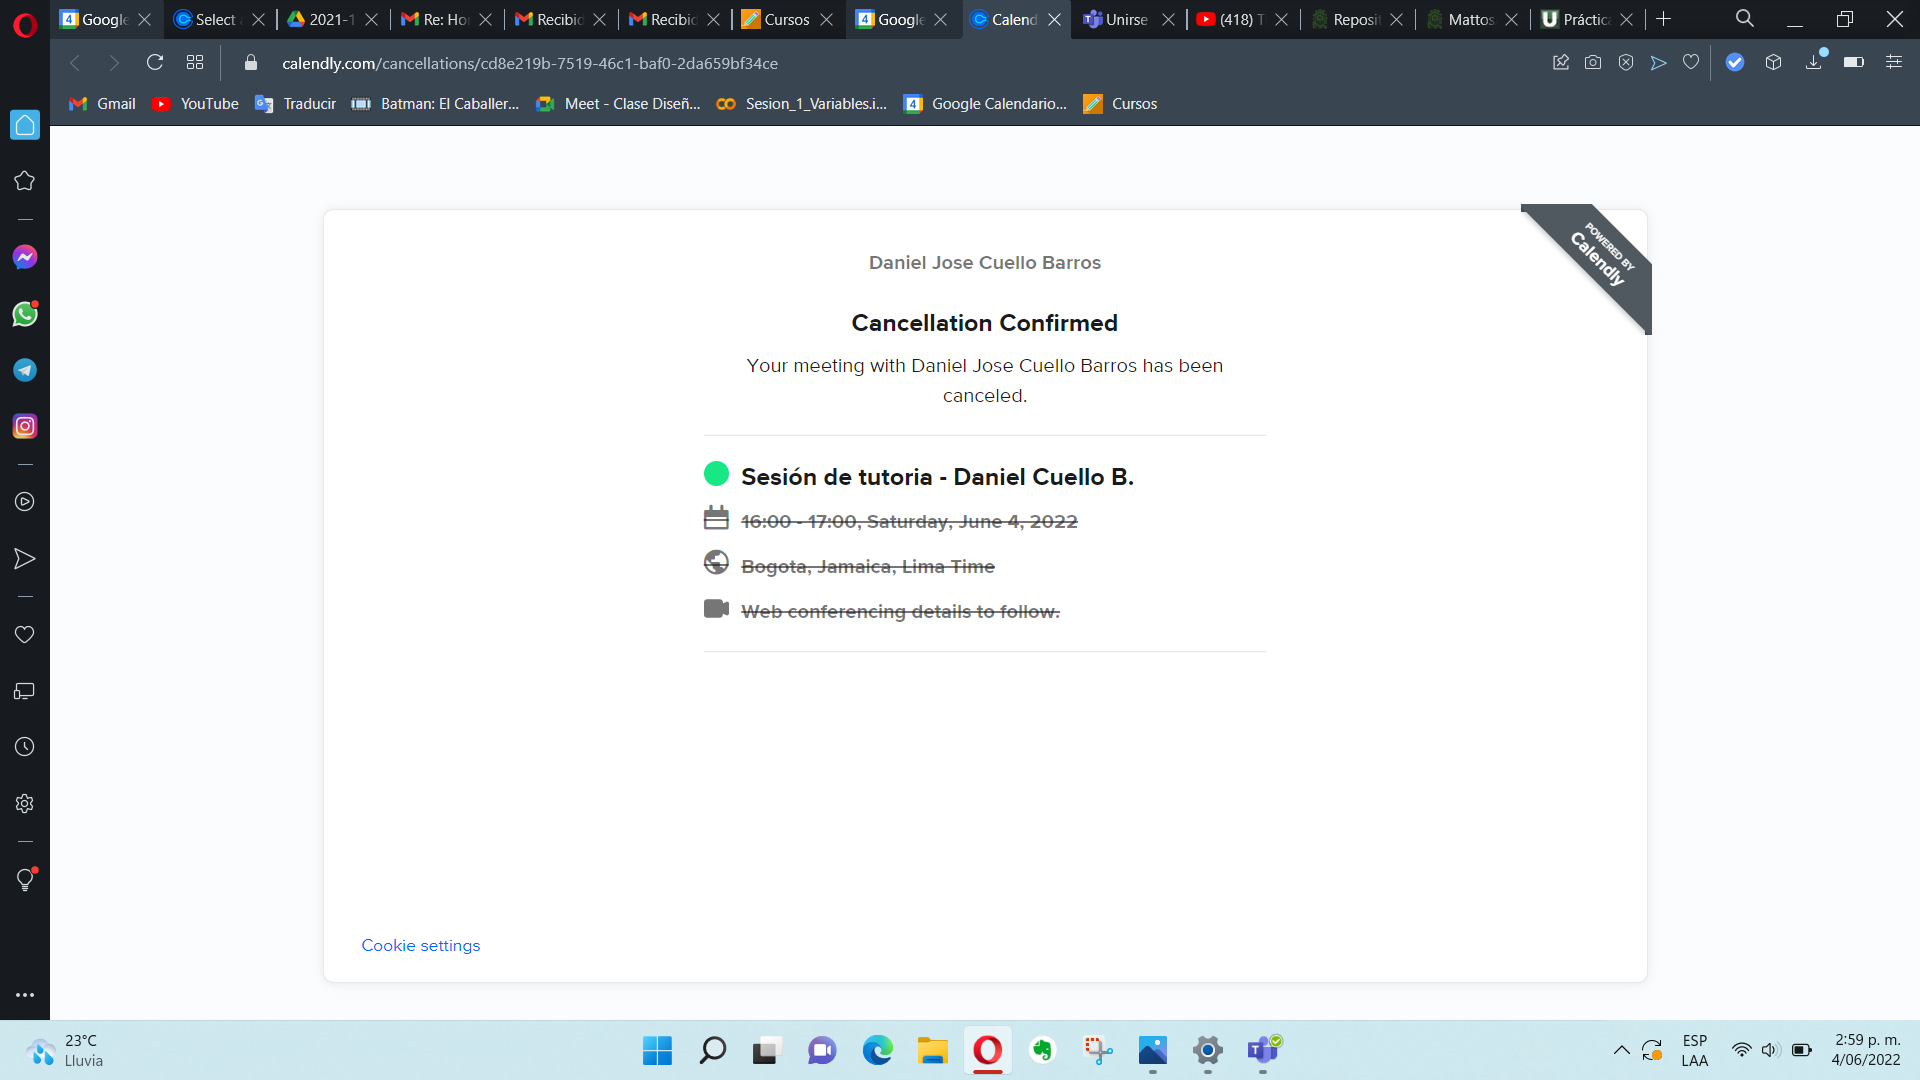 Google
Select
2021-1
Re: Ho
Recibid
Recibid
Cursos
Google
Calend
Unirse
(418) T
Reposit
Mattos
Práctica
calendly.com/cancellations/cd8e219b-7519-46c1-baf0-2da659bf34ce
Gmail
YouTube
Traducir
Batman: El Caballer...
Meet - Clase Diseñ...
Sesion_1_Variables.i...
Google Calendario...
Cursos
POWERED BY
Calendly
Daniel Jose Cuello Barros
Cancellation Confirmed
Your meeting with Daniel Jose Cuello Barros has been
canceled.
Sesión de tutoria - Daniel Cuello B.
16:00 - 17:00, Saturday, June 4, 2022
Bogota, Jamaica, Lima Time
Web conferencing details to follow.
Cookie settings
23°C
Lluvia
ESP
LAA
2:59 p. m.
4/06/2022